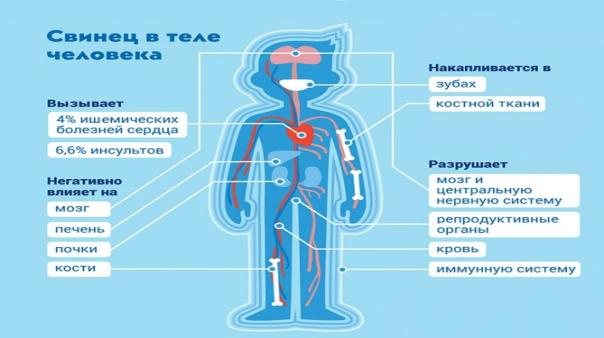 Свинец в теле
человека
Вызывает
4% ишемических
болезней сердца
6,6% инсультов
Негативно
влияет на
мозг
печень
почки
кости
Накапливается в
зубах
костной ткани
Разрушает
мозг и
центральную
нервную систему
репродуктивные
органы
кровь
иммунную систему